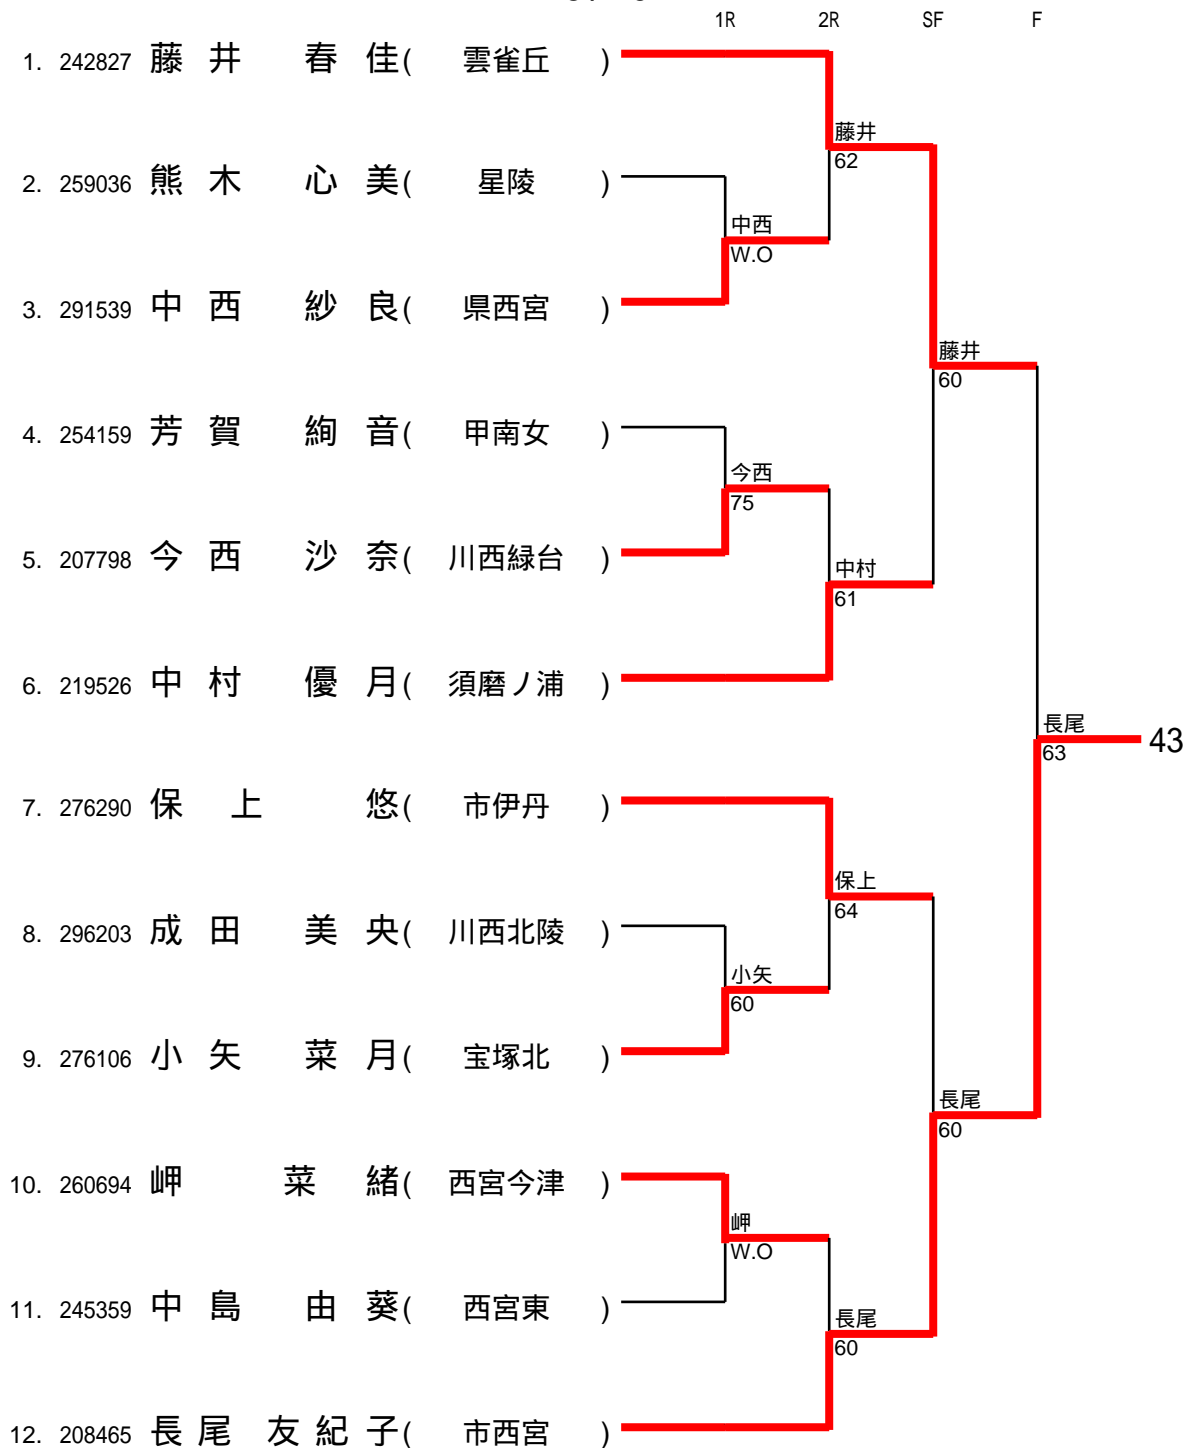 1R 2R SF F
1. 242827 藤井 春佳( 雲雀丘 )
藤井
62
2. 259036 熊木 心美( 星陵 )
中西
W.O
3. 291539 中西 紗良( 県西宮 )
藤井
60
4. 254159 芳賀 絢音( 甲南女 )
今西
75
5. 207798 今西 沙奈( 川西緑台 )
中村
61
6. 219526 中村 優月( 須磨ノ浦 )
長尾
63
43
7. 276290 保上 悠( 市伊丹 )
保上
64
8. 296203 成田 美央( 川西北陵 )
小矢
60
9. 276106 小矢 菜月( 宝塚北 )
長尾
60
10. 260694 岬 菜緒( 西宮今津 )
岬
W.O
11. 245359 中島 由葵( 西宮東 )
長尾
60
12. 208465 長尾 友紀子( 市西宮 )